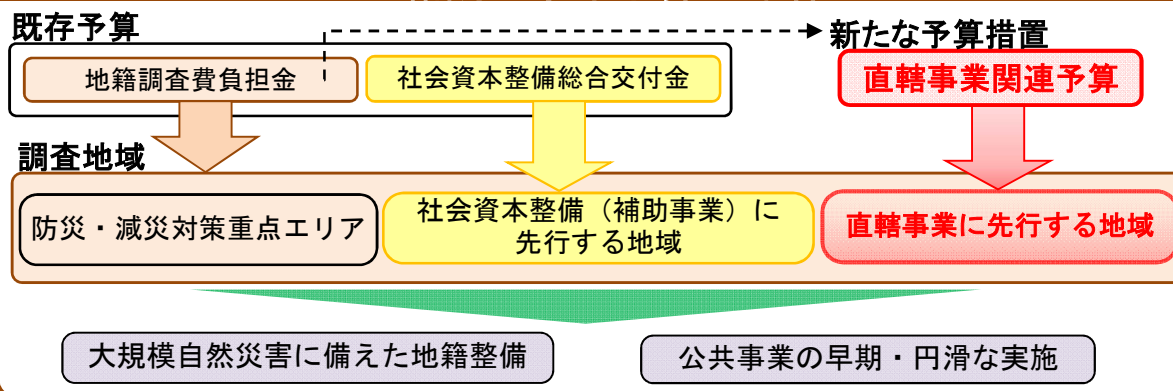 既存予算
新たな予算措置
地籍調査費負担金
社会資本整備総合交付金
直轄事業関連予算
調査地域
防災・減災対策重点エリア
社会資本整備（補助事業）に
先行する地域
直轄事業に先行する地域
大規模自然災害に備えた地籍整備
公共事業の早期・円滑な実施